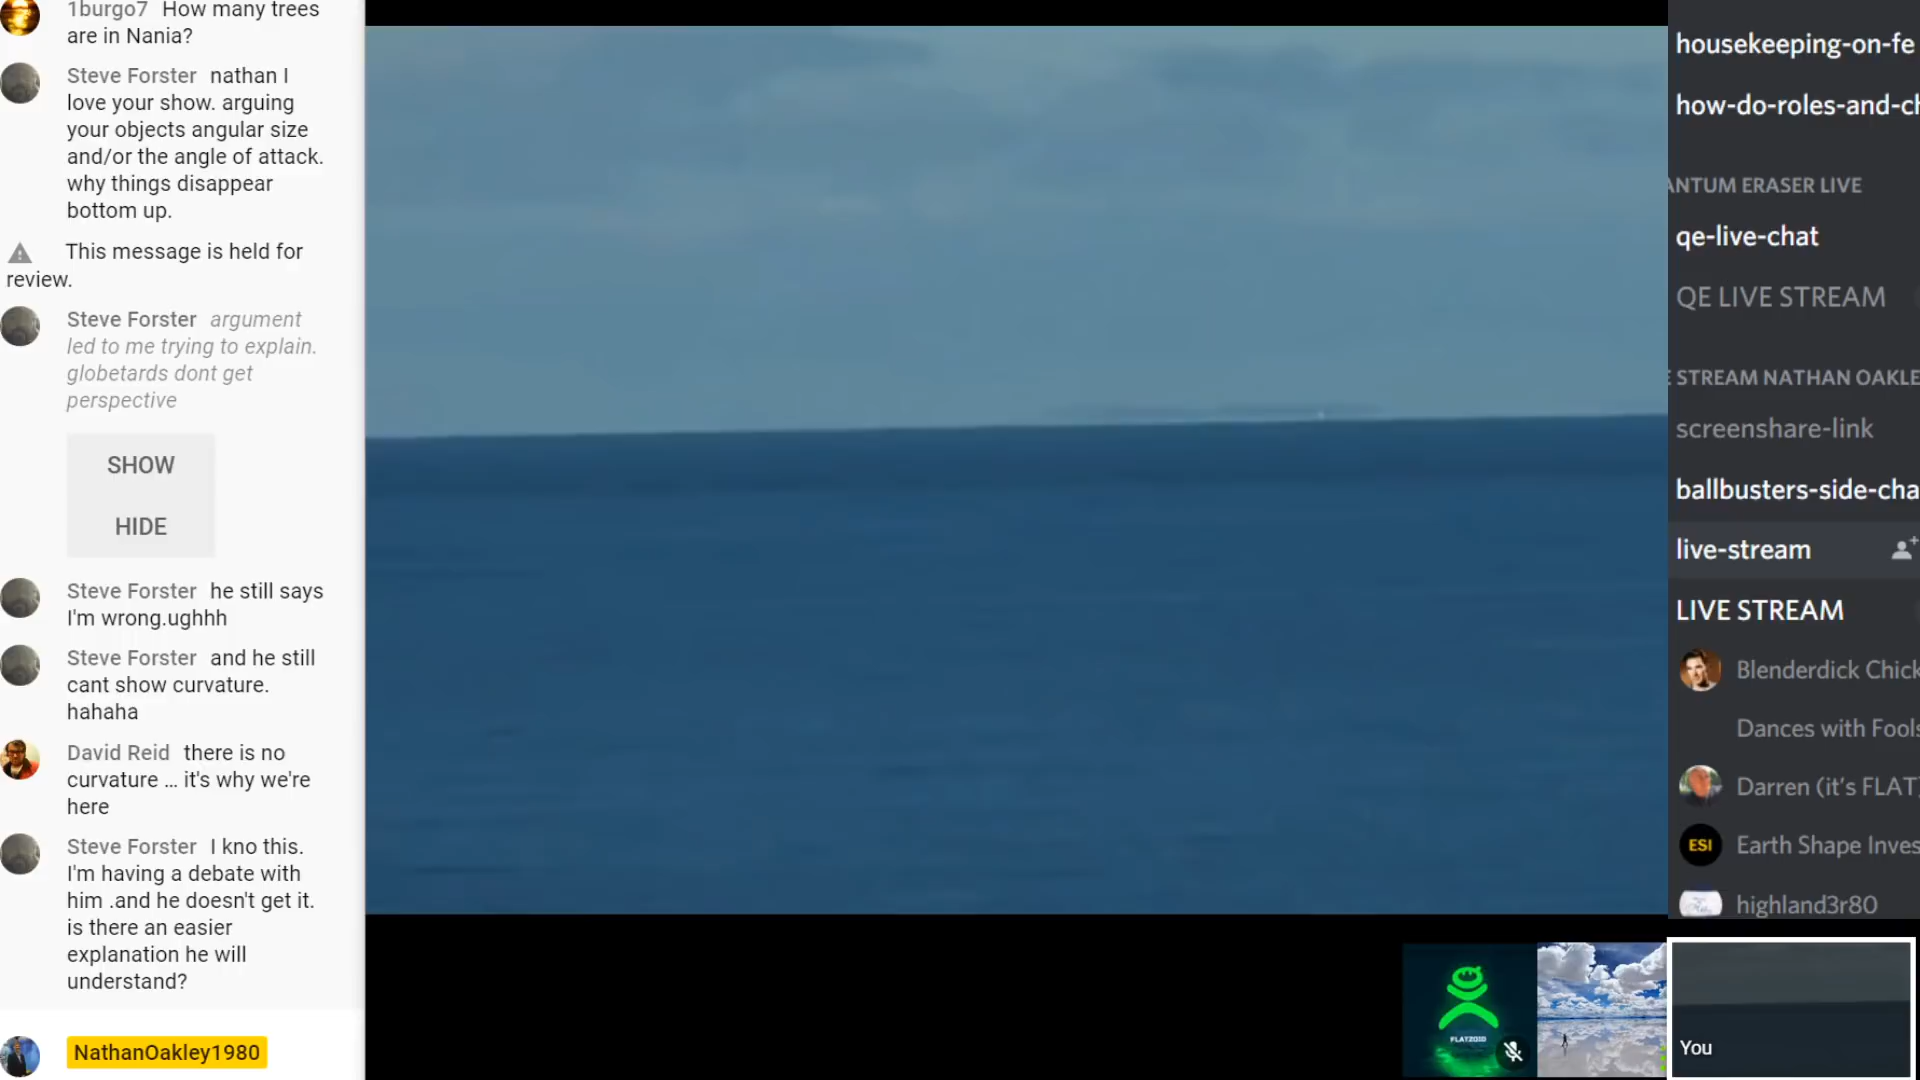 1burgo7 How many trees
are in Nania?
Steve Forster nathan I
love your show. arguing
your objects angular size
and/or the angle of attack.
why things disappear
bottom up.
This message is held for
review.
Steve Forster argument
led to me trying to explain.
globetards dont get
perspective
SHOW
HIDE
Steve Forster he still says
I'm wrong.ughhh
Steve Forster and he still
cant show curvature.
hahaha
David Reid there is no
curvature ... it's why we're
here
Steve Forster I kno this.
I'm having a debate with
him .and he doesn't get it.
is there an easier
explanation he will
understand?
NathanOakley1980
housekeeping-on-fe
how-do-roles-and-ch
ANTUM ERASER LIVE
qe-live-chat
QE LIVE STREAM
E STREAM NATHAN OAKLE
screenshare-link
ballbusters-side-cha
live-stream
LIVE STREAM
Blenderdick Chick
Dances with Fools
Darren (it's FLAT)
ESI
Earth Shape Inves
highland3r80
FLATZOID
You